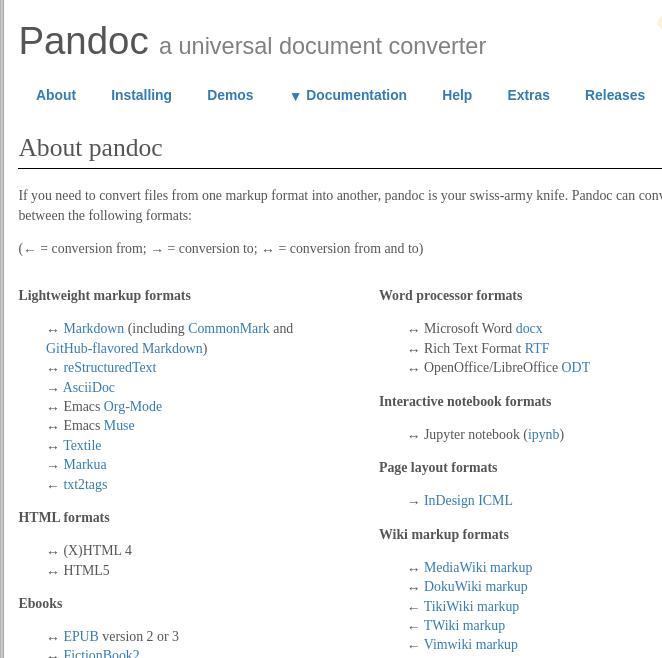 Pandoc a universal document converter
About Installing Demos ▼ Documentation Help Extras Releases
About pandoc
If you need to convert files from one markup format into another, pandoc is your swiss-army knife. Pandoc can
between the following formats:
(← = conversion from; → = conversion to; ↔ = conversion from and to)
Lightweight markup formats
↔ Markdown (including CommonMark and
GitHub-flavored Markdown)
↔ reStructuredText
→ AsciiDoc
↔ Emacs Org-Mode
↔ Emacs Muse
↔ Textile
→ Markua
← txt2tags
HTML formats
↔ (X)HTML 4
↔ HTML5
Ebooks
↔ EPUB version 2 or 3
↔ FictionBook2
Word processor formats
↔ Microsoft Word docx
↔ Rich Text Format RTF
↔ OpenOffice/LibreOffice ODT
Interactive notebook formats
↔ Jupyter notebook (ipynb)
Page layout formats
→ InDesign ICML
Wiki markup formats
↔ MediaWiki markup
↔ DokuWiki markup
← TikiWiki markup
← TWiki markup
← Vimwiki markup